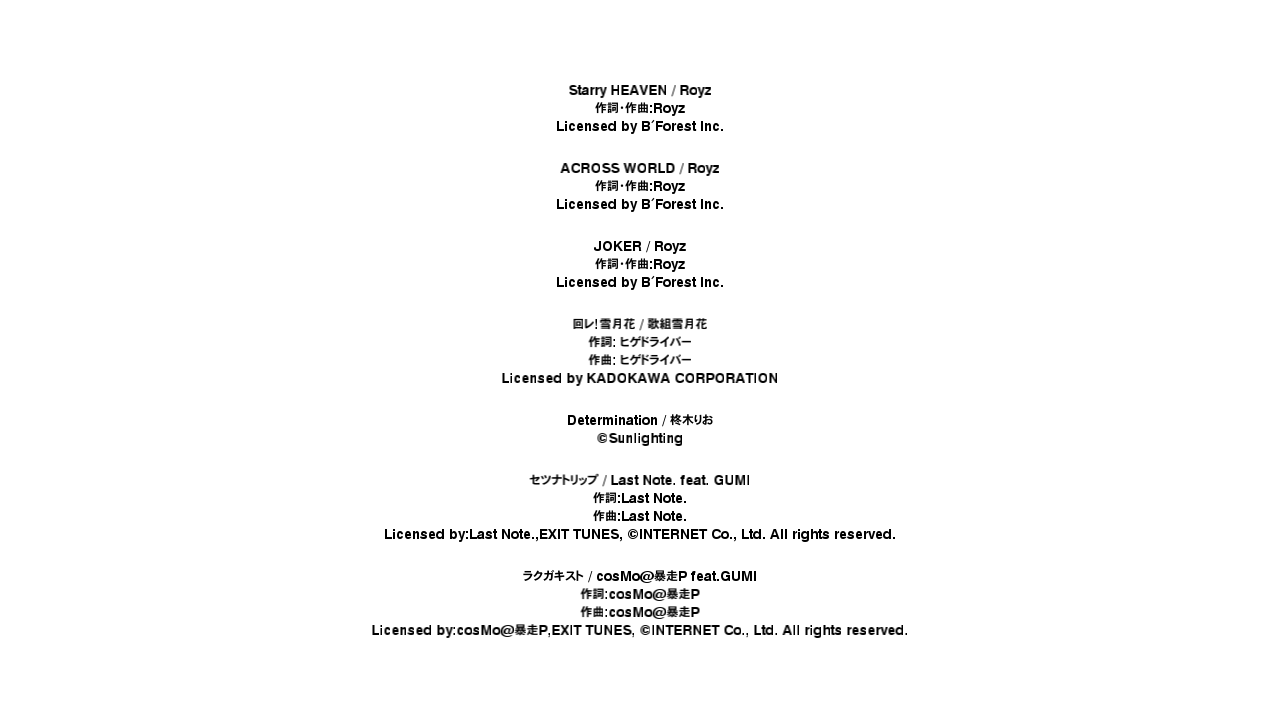 Starry HEAVEN / Royz
作詞・作曲:Royz
Licensed by B´Forest Inc.
ACROSS WORLD / Royz
作詞・作曲:Royz
Licensed by B´Forest Inc.
JOKER / Royz
作詞・作曲:Royz
Licensed by B´Forest Inc.
回レ!雪月花 / 歌組雪月花
作詞: ヒゲドライバー
作曲: ヒゲドライバー
Licensed by KADOKAWA CORPORATION
Determination / 柊木りお
©Sunlighting
セツナトリップ / Last Note. feat. GUMI
作詞:Last Note.
作曲:Last Note.
Licensed by:Last Note.,EXIT TUNES, ©INTERNET Co., Ltd. All rights reserved.
ラクガキスト / cosMo@暴走P feat.GUMI
作詞:cosMo@暴走P
作曲:cosMo@暴走P
Licensed by:cosMo@暴走P,EXIT TUNES, ©INTERNET Co., Ltd. All rights reserved.